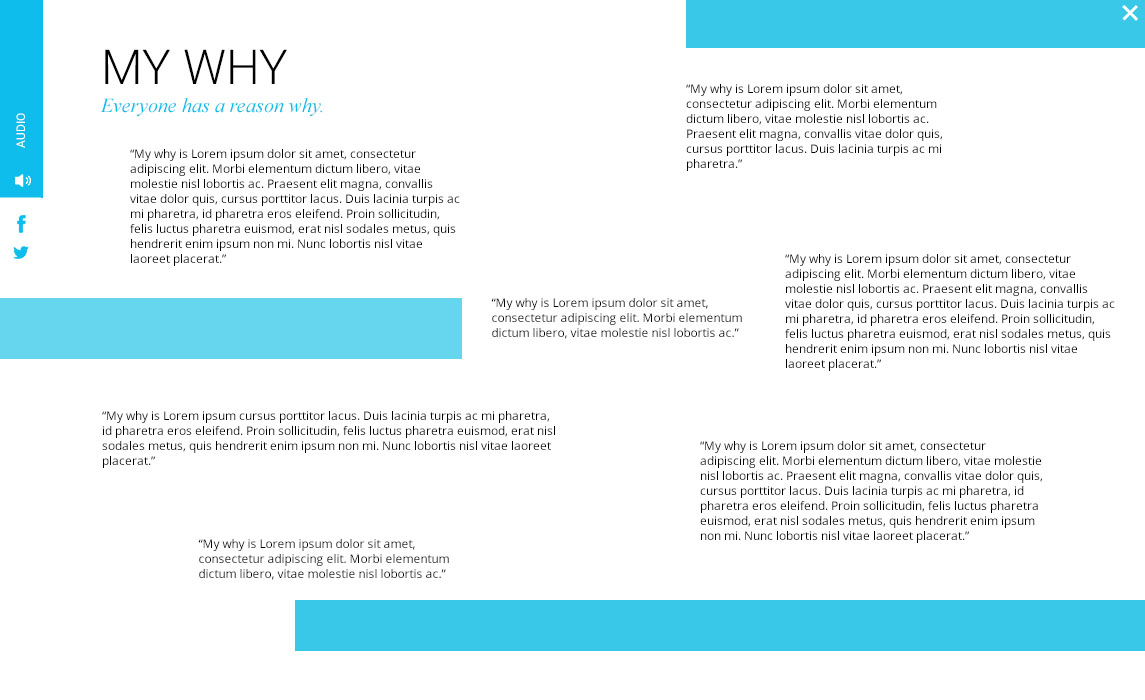 AUDIO
MY WHY
Everyone has a reason why.
“My why is Lorem ipsum dolor sit amet, consectetur
adipiscing elit. Morbi elementum dictum libero, vitae
molestie nisl lobortis ac. Praesent elit magna, convallis
vitae dolor quis, cursus porttitor lacus. Duis lacinia turpis ac
mi pharetra, id pharetra eros eleifend. Proin sollicitudin,
felis luctus pharetra euismod, erat nisl sodales metus, quis
hendrerit enim ipsum non mi. Nunc lobortis nisl vitae
laoreet placerat.”
“My why is Lorem ipsum dolor sit amet,
consectetur adipiscing elit. Morbi elementum
dictum libero, vitae molestie nisl lobortis ac.
Praesent elit magna, convallis vitae dolor quis,
cursus porttitor lacus. Duis lacinia turpis ac mi
pharetra.”
“My why is Lorem ipsum dolor sit amet,
consectetur adipiscing elit. Morbi elementum
dictum libero, vitae molestie nisl lobortis ac.”
“My why is Lorem ipsum dolor sit amet, consectetur
adipiscing elit. Morbi elementum dictum libero, vitae
molestie nisl lobortis ac. Praesent elit magna, convallis
vitae dolor quis, cursus porttitor lacus. Duis lacinia turpis ac
mi pharetra, id pharetra eros eleifend. Proin sollicitudin,
felis luctus pharetra euismod, erat nisl sodales metus, quis
hendrerit enim ipsum non mi. Nunc lobortis nisl vitae
laoreet placerat.”
“My why is Lorem ipsum cursus porttitor lacus. Duis lacinia turpis ac mi pharetra,
id pharetra eros eleifend. Proin sollicitudin, felis luctus pharetra euismod, erat nisl
sodales metus, quis hendrerit enim ipsum non mi. Nunc lobortis nisl vitae laoreet
placerat.”
“My why is Lorem ipsum dolor sit amet, consectetur
adipiscing elit. Morbi elementum dictum libero, vitae molestie
nisl lobortis ac. Praesent elit magna, convallis vitae dolor quis,
cursus porttitor lacus. Duis lacinia turpis ac mi pharetra, id
pharetra eros eleifend. Proin sollicitudin, felis luctus pharetra
euismod, erat nisl sodales metus, quis hendrerit enim ipsum
non mi. Nunc lobortis nisl vitae laoreet placerat.”
“My why is Lorem ipsum dolor sit amet,
consectetur adipiscing elit. Morbi elementum
dictum libero, vitae molestie nisl lobortis ac.”